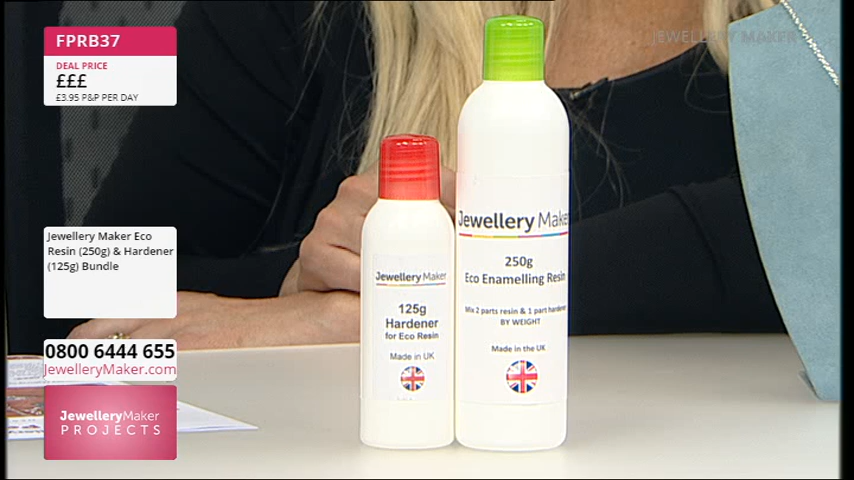 FPRB37
DEAL PRICE
£££
£3.95 P&P PER DAY
JEWELLERY MAKER
Jewellery Maker Eco
Resin (250g) & Hardener
(125g) Bundle
0800 6444 655
JewelleryMaker.com
JewelleryMaker
PROJECTS
Jewellery Maker
125g
Hardener
for Eco Resin
Made in UK
Jewellery Maker
250g
Eco Enamelling Resin
Mix 2 parts resin & 1 part hardener
BY WEIGHT
Made in the UK